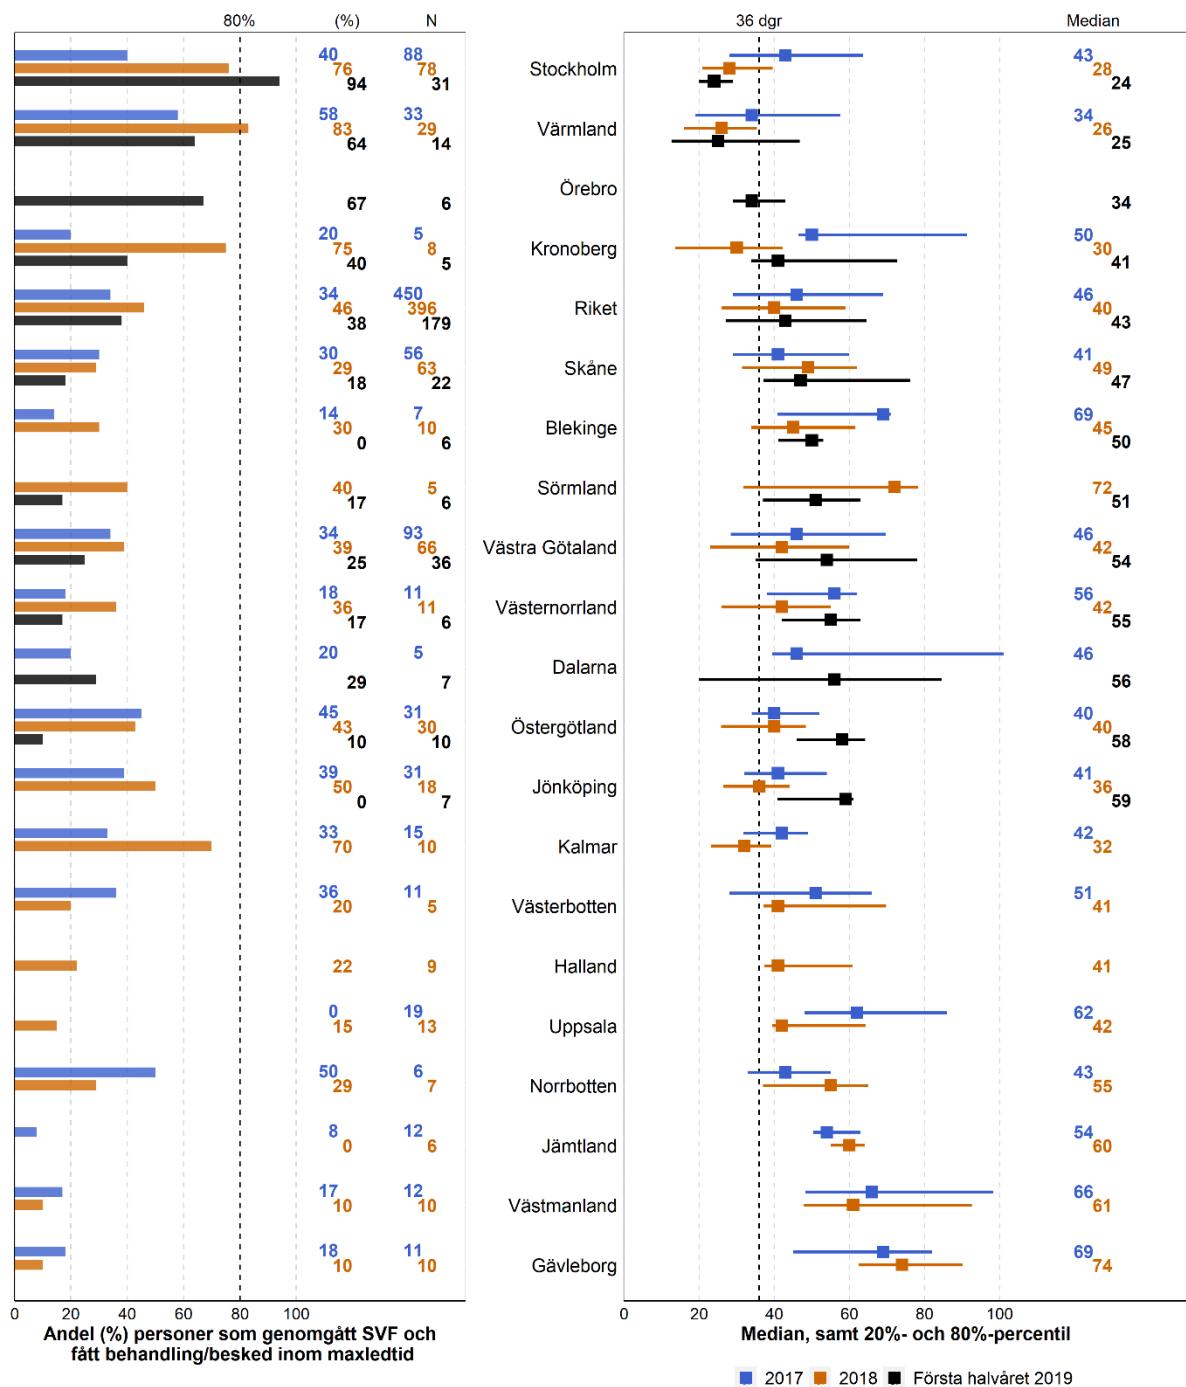 80% (%) N 36 dgr Median
40 88 43
76 78 Stockholm 28
94 31 24
58 33 34
83 29 Värmland 26
64 14 25
Örebro
67 6 34
20 5 50
75 8 Kronoberg 30
40 5 41
34 450 46
46 396 Riket 40
38 179 43
30 56 41
29 63 Skåne 49
18 22 47
14 7 69
30 10 Blekinge 45
0 6 50
40 5 Sörmland 72
17 6 51
34 93 46
39 66 Västra Götaland 42
25 36 54
18 11 56
36 11 Västernorrland 42
17 6 55
20 5 46
Dalarna
29 7 56
45 31 40
43 30 Östergötland 40
10 10 58
39 31 41
50 18 Jönköping 36
0 7 59
33 15 42
70 10 Kalmar 32
36 11 51
20 5 Västerbotten 41
22 9 Halland 41
0 19 62
15 13 Uppsala 42
50 6 43
29 7 Norrbotten 55
8 12 54
0 6 Jämtland 60
17 12 66
10 10 Västmanland 61
18 11 69
10 10 Gävleborg 74
0 20 40 60 80 100 0 20 40 60 80 100
Andel (%) personer som genomgått SVF och
fått behandling/besked inom maxledtid
Median, samt 20%- och 80%-percentil
2017 2018 Första halvåret 2019